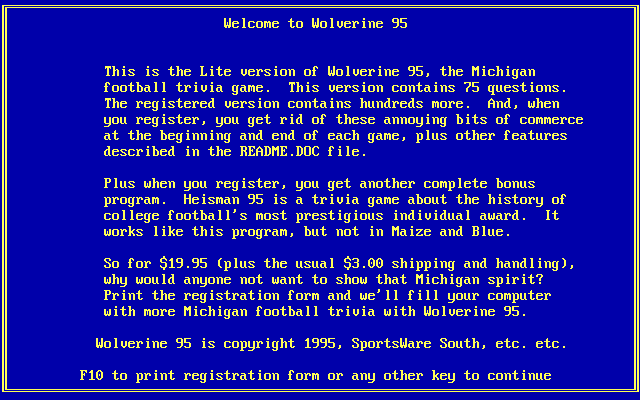 Welcome to Wolverine 95
This is the Lite version of Wolverine 95, the Michigan
football trivia game.  This version contains 75 questions.
The registered version contains hundreds more.  And, when
you register, you get rid of these annoying bits of commerce
at the beginning and end of each game, plus other features
described in the README.DOC file.
Plus when you register, you get another complete bonus
program.  Heisman 95 is a trivia game about the history of
college football's most prestigious individual award.  It
works like this program, but not in Maize and Blue.
So for $19.95 (plus the usual $3.00 shipping and handling),
why would anyone not want to show that Michigan spirit?
Print the registration form and we'll fill your computer
with more Michigan football trivia with Wolverine 95.
Wolverine 95 is copyright 1995, SportsWare South, etc. etc.
F10 to print registration form or any other key to continue